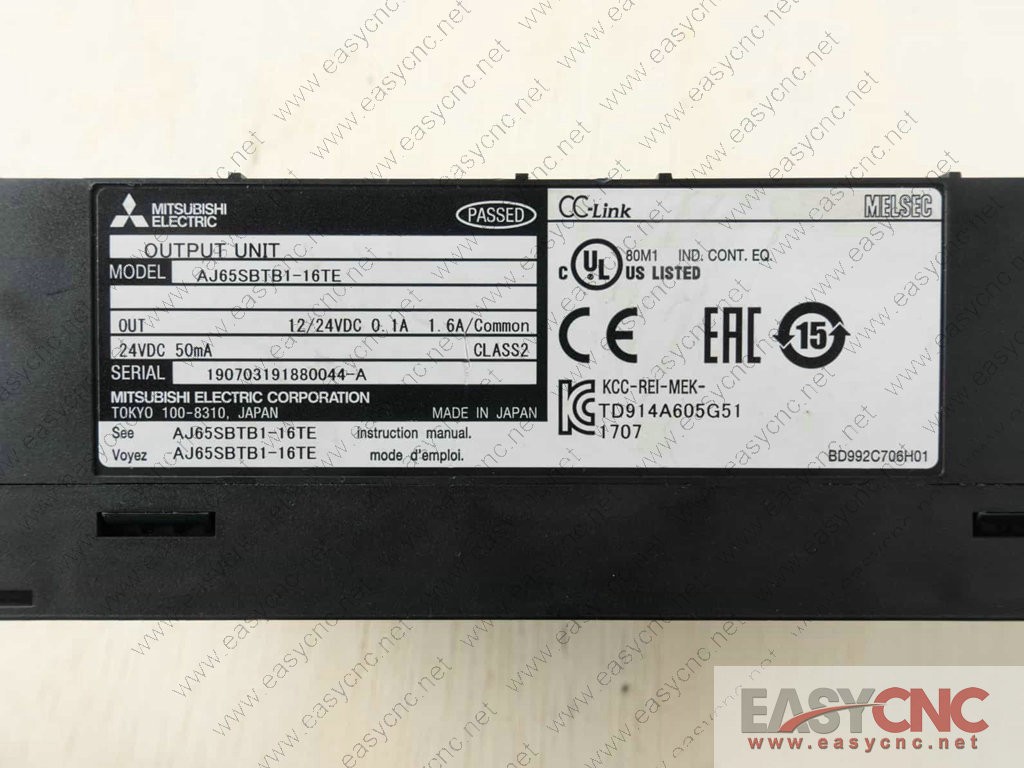 MITSUBISHI
ELECTRIC
PASSED
OUTPUT UNIT
MODEL AJ65SBTB1-16TE
OUT 12/24VDC 0.1A 1.6A/Common
24VDC 50mA CLASS2
SERIAL 190703191880044-A
MITSUBISHI ELECTRIC CORPORATION
TOKYO 100-8310, JAPAN MADE IN JAPAN
See AJ65SBTB1-16TE Instruction manual.
Voyez AJ65SBTB1-16TE mode d'emploi.
CC-Link MELSEC
C UL US LISTED
80M1 IND. CONT. EQ.
CE EAC 15
KC KCC-REI-MEK-
TD914A605G51
1707
BD992C706H01
EASYCNC
www.easycnc.net